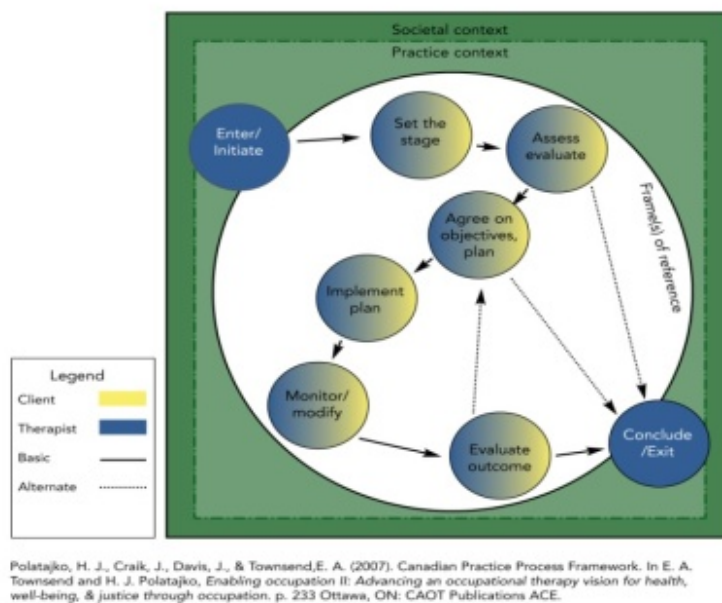 Societal context
Practice context
Enter/
Initiate
Set the
stage
Assess
evaluate
Agree on
objectives,
plan
Frame(s) of reference
Implement
plan
Legend
Client
Therapist
Basic
Alternate
Monitor/
modify
Evaluate
outcome
Conclude
/Exit
Polatajko, H. J., Craik, J., Davis, J., & Townsend,E. A. (2007). Canadian Practice Process Framework. In E. A.
Townsend and H. J. Polatajko, Enabling occupation II: Advancing an occupational therapy vision for health,
well-being, & justice through occupation. p. 233 Ottawa, ON: CAOT Publications ACE.